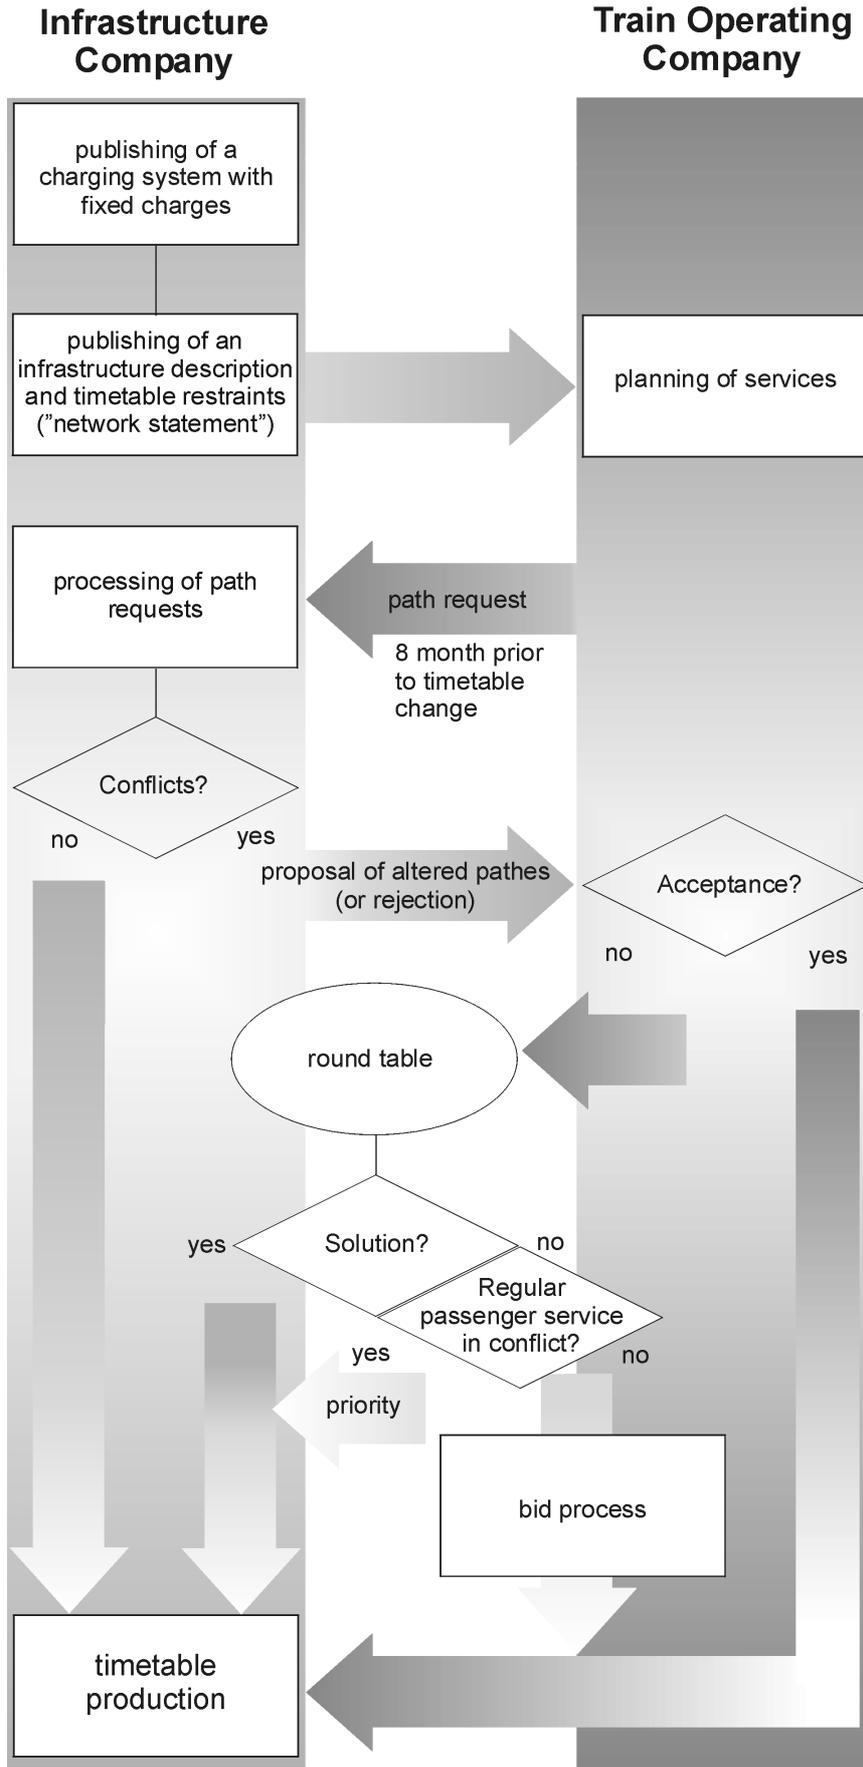 Infrastructure
Company
Train Operating
Company
publishing of a
charging system with
fixed charges
publishing of an
infrastructure description
and timetable restraints
(”network statement”)
planning of services
processing of path
requests
path request
8 month prior
to timetable
change
Conflicts?
no
yes
proposal of altered pathes
(or rejection)
Acceptance?
no
yes
round table
yes
Solution?
no
Regular
passenger service
in conflict?
yes
no
priority
bid process
timetable
production